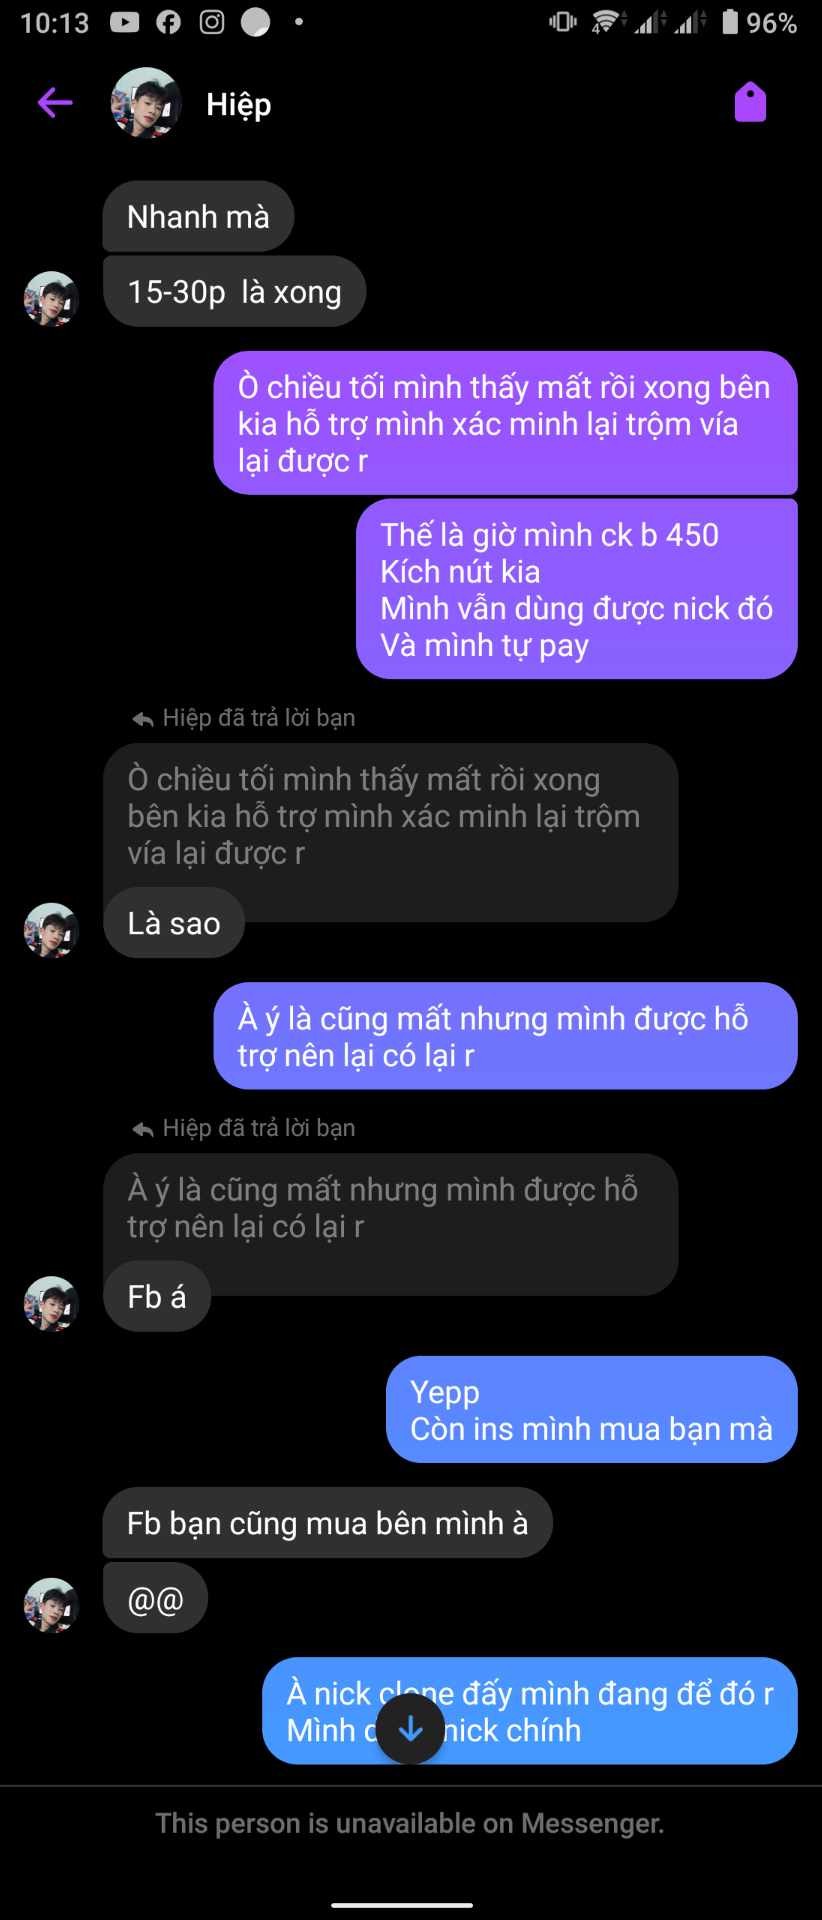 10:13
4
96%
Hiệp
Nhanh mà
15-30p là xong
Ò chiều tối mình thấy mất rồi xong bên
kia hỗ trợ mình xác minh lại trộm vía
lại được r
Thế là giờ mình ck b 450
Kích nút kia
Mình vẫn dùng được nick đó
Và mình tự pay
Hiệp đã trả lời bạn
Ò chiều tối mình thấy mất rồi xong
bên kia hỗ trợ mình xác minh lại trộm
vía lại được r
Là sao
À ý là cũng mất nhưng mình được hỗ
trợ nên lại có lại r
Hiệp đã trả lời bạn
À ý là cũng mất nhưng mình được hỗ
trợ nên lại có lại r
Fb á
Yepp
Còn ins mình mua bạn mà
Fb bạn cũng mua bên mình à
@@
À nick clone đấy mình đang để đó r
Mình nick chính
This person is unavailable on Messenger.